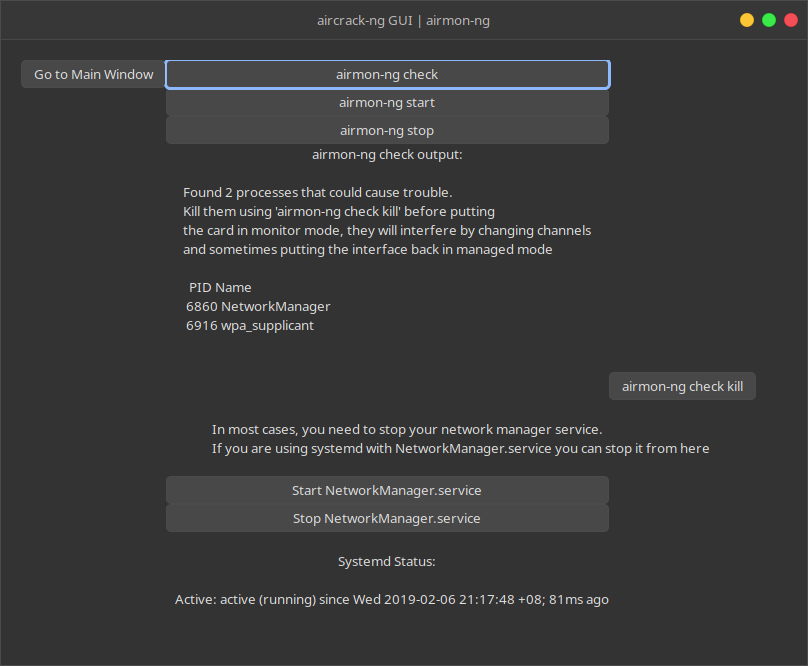 aircrack-ng GUI | airmon-ng
Go to Main Window
airmon-ng check
airmon-ng start
airmon-ng stop
airmon-ng check output:
Found 2 processes that could cause trouble.
Kill them using 'airmon-ng check kill' before putting
the card in monitor mode, they will interfere by changing channels
and sometimes putting the interface back in managed mode
PID Name
6860 NetworkManager
6916 wpa_supplicant
airmon-ng check kill
In most cases, you need to stop your network manager service.
If you are using systemd with NetworkManager.service you can stop it from here
Start NetworkManager.service
Stop NetworkManager.service
Systemd Status:
Active: active (running) since Wed 2019-02-06 21:17:48 +08; 81ms ago